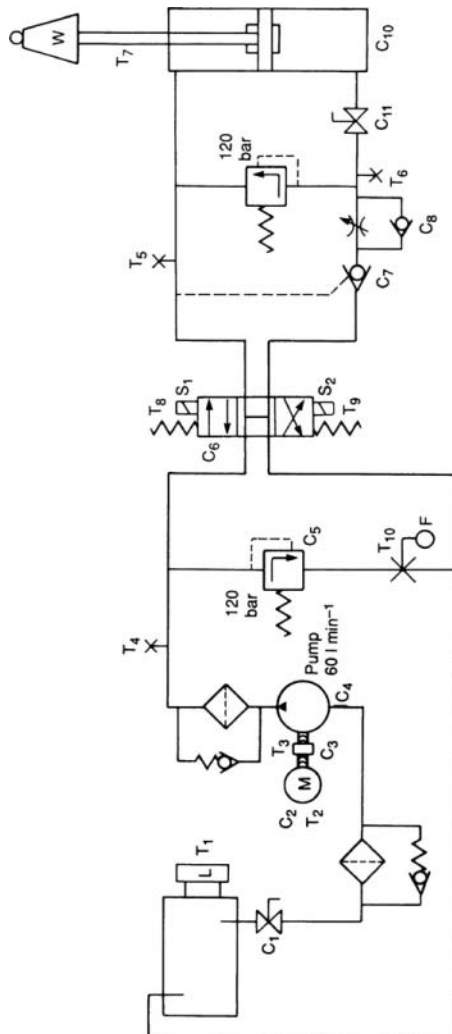 W
T₇
T₄
T₅
T₈
S₁
120
bar
T₁
L
C₆
120
bar
C₁
C₂
M
T₂
T₃
C₃
Pump
60 l min⁻¹
C₄
C₅
S₂
T₉
T₁₀
F
C₇
C₈
T₆
C₁₁
C₁₀